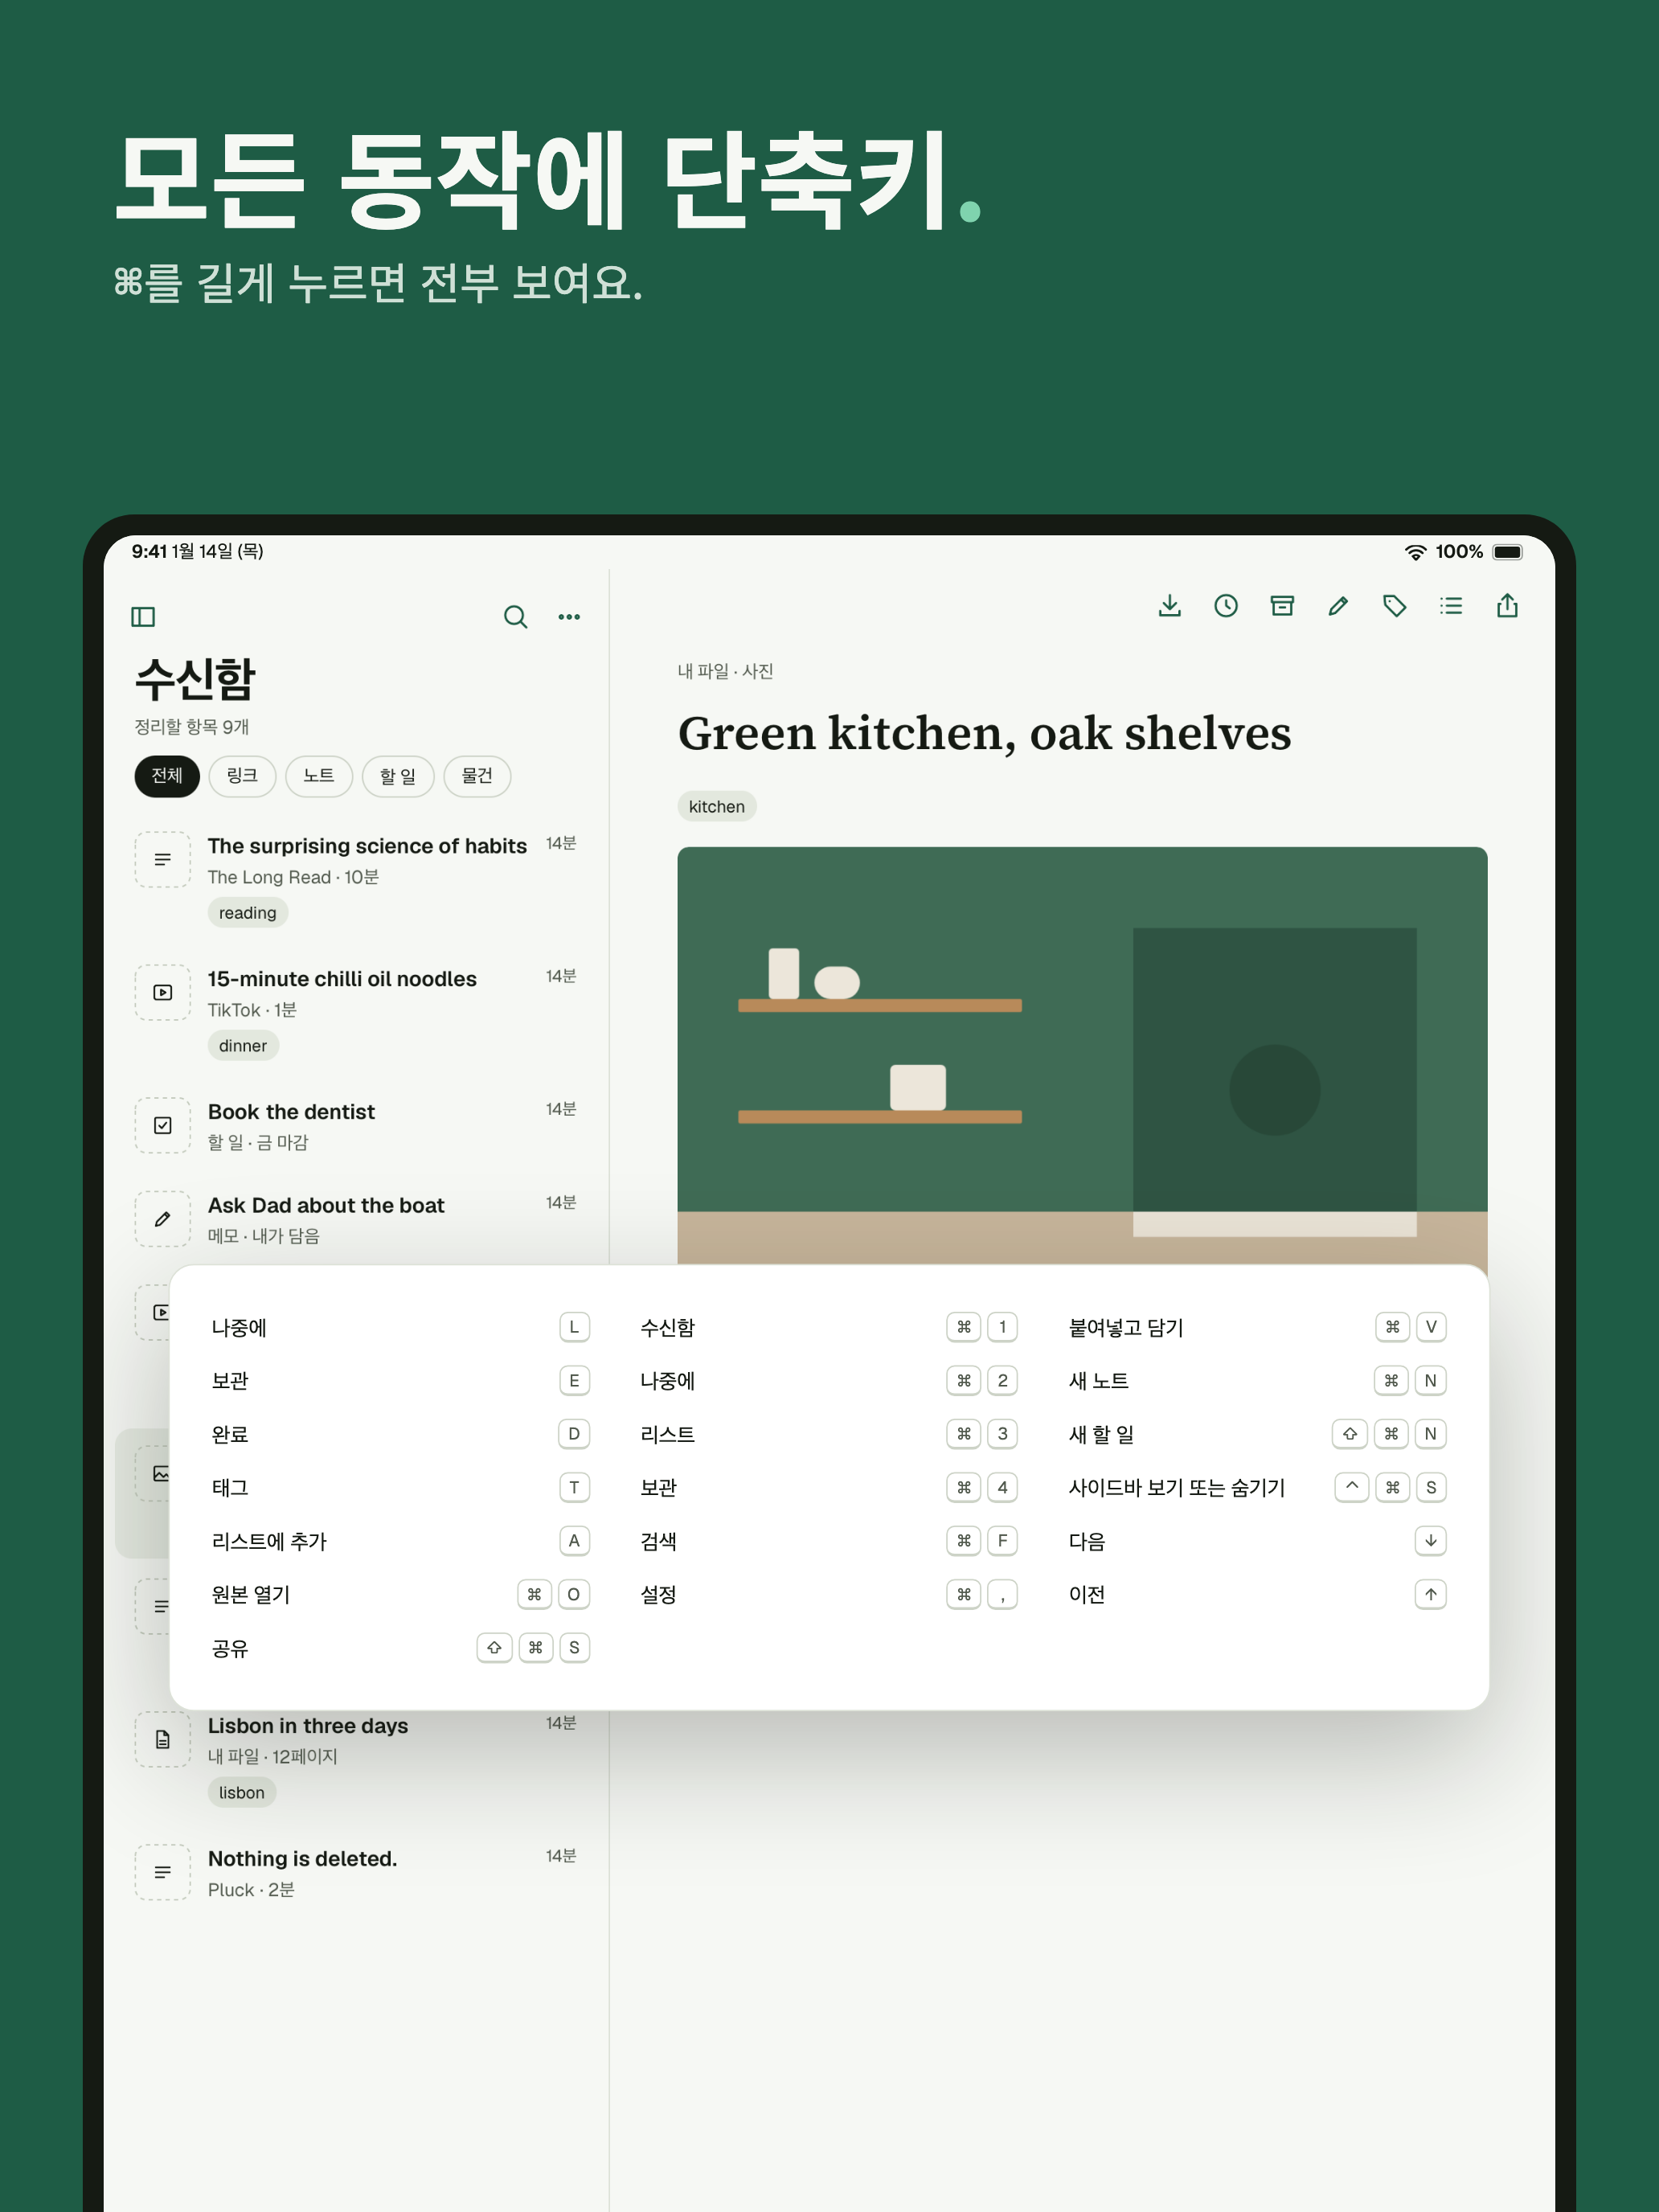 모든 동작에 단축키.
⌘를 길게 누르면 전부 보여요.
9:41 1월 14일 (목)
100%
수신함
정리할 항목 9개
전체 링크 노트 할 일 물건
The surprising science of habits 14분
The Long Read · 10분
reading
15-minute chilli oil noodles 14분
TikTok · 1분
dinner
Book the dentist 14분
할 일 · 금 마감
Ask Dad about the boat 14분
메모 · 내가 담음
내 파일 · 사진
Green kitchen, oak shelves
kitchen
나중에 L
보관 E
완료 D
태그 T
리스트에 추가 A
원본 열기 ⌘ O
공유 ⇧ ⌘ S
수신함 ⌘ 1
나중에 ⌘ 2
리스트 ⌘ 3
보관 ⌘ 4
검색 ⌘ F
설정 ⌘ ,
붙여넣고 담기 ⌘ V
새 노트 ⌘ N
새 할 일 ⇧ ⌘ N
사이드바 보기 또는 숨기기 ⌃ ⌘ S
다음 ↓
이전 ↑
Lisbon in three days 14분
내 파일 · 12페이지
lisbon
Nothing is deleted. 14분
Pluck · 2분